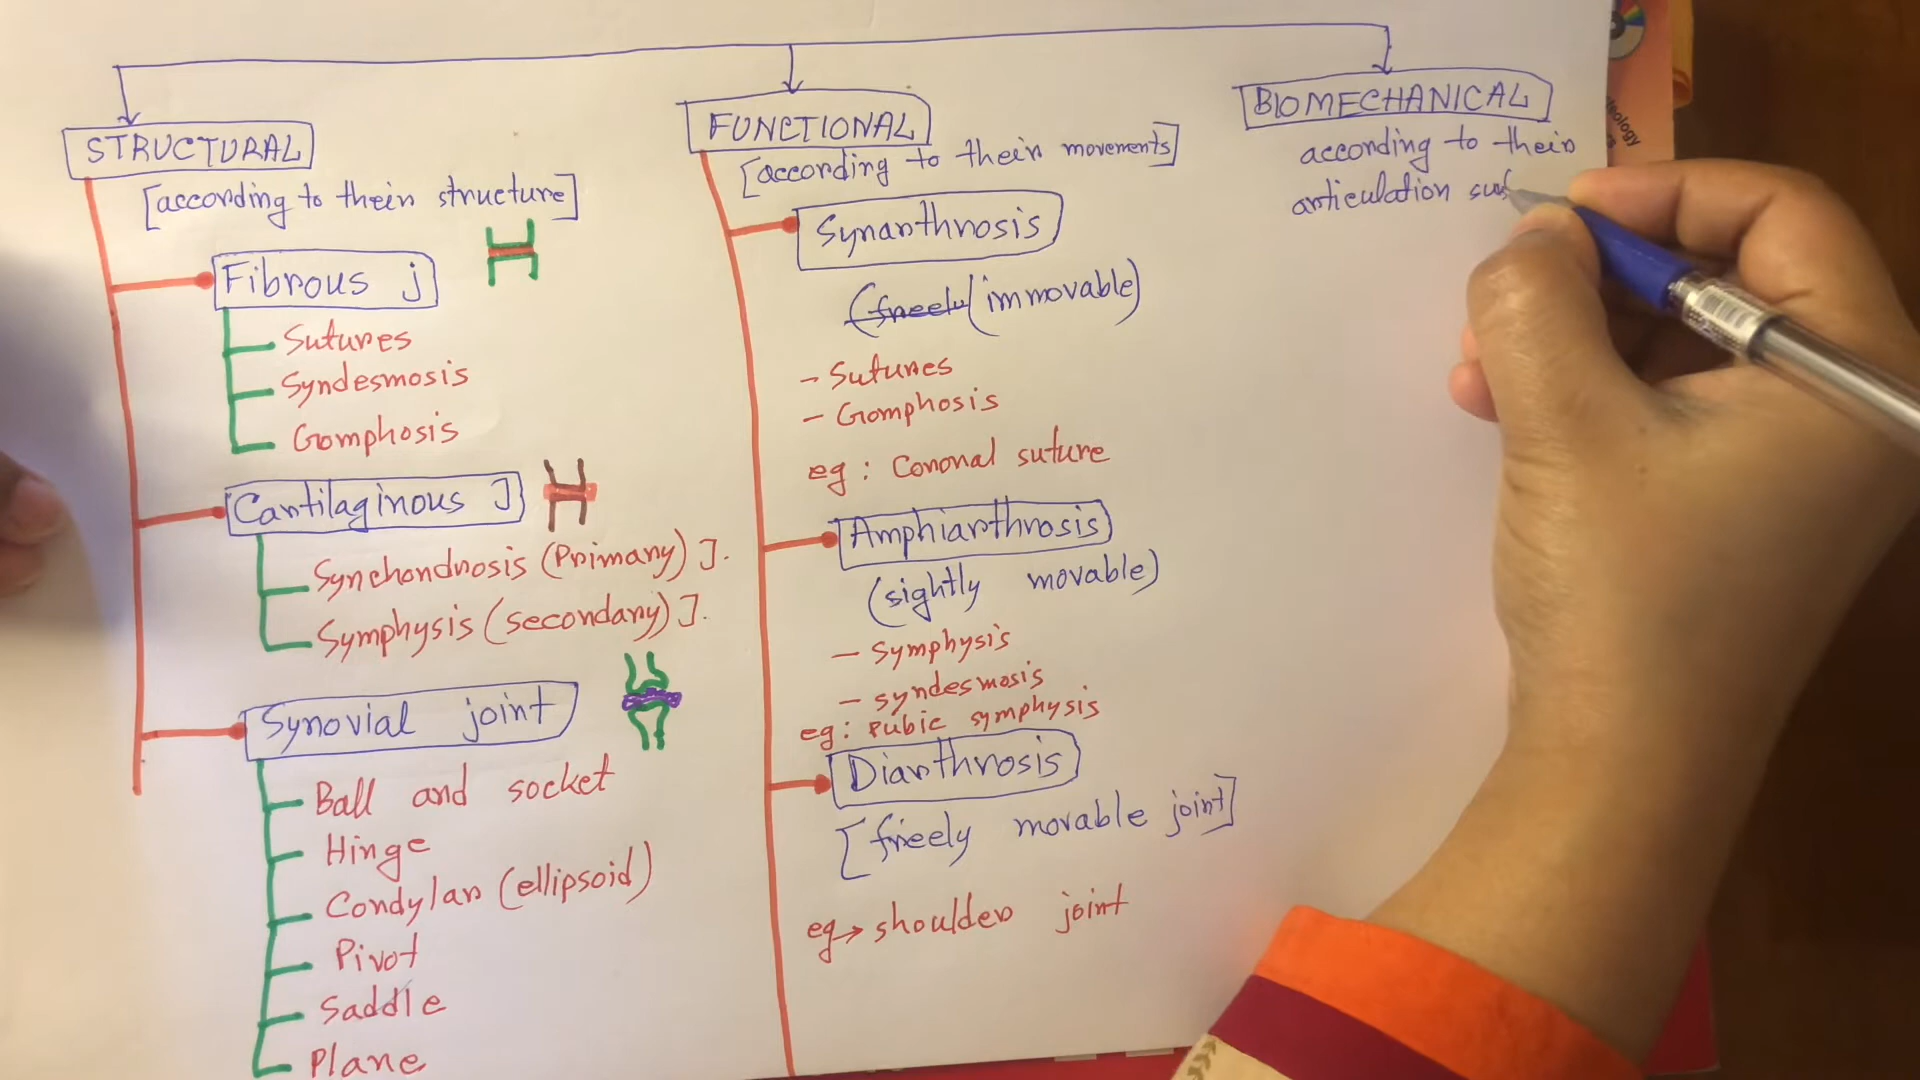 STRUCTURAL
[according to their structure]
Fibrous j
Sutures
Syndesmosis
Gomphosis
Cartilaginous J
Synchondrosis (Primary) J.
Symphysis (secondary) J.
Synovial joint
Ball and socket
Hinge
Condylar (ellipsoid)
Pivot
Saddle
Plane
FUNCTIONAL
[according to their movements]
Synarthrosis
(freely (immovable)
- Sutures
- Gomphosis
eg : Coronal suture
Amphiarthrosis
(sightly movable)
- Symphysis
- syndesmosis
eg : Pubic symphysis
Diarthrosis
[freely movable joint]
eg → shoulder joint
BIOMECHANICAL
according to their
articulation